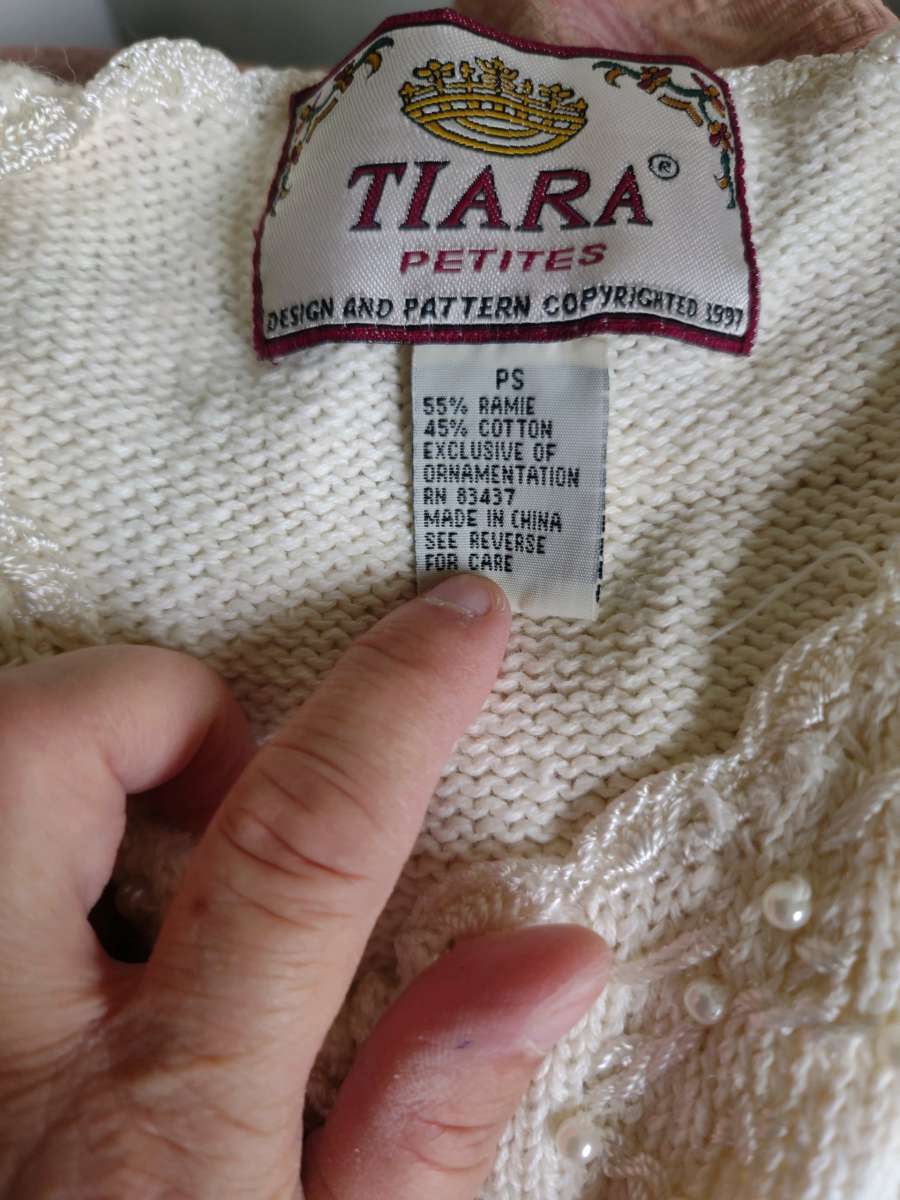 TIARA®
PETITES
DESIGN AND PATTERN COPYRIGHTED 1997
PS
55% RAMIE
45% COTTON
EXCLUSIVE OF
ORNAMENTATION
RN 83437
MADE IN CHINA
SEE REVERSE
FOR CARE